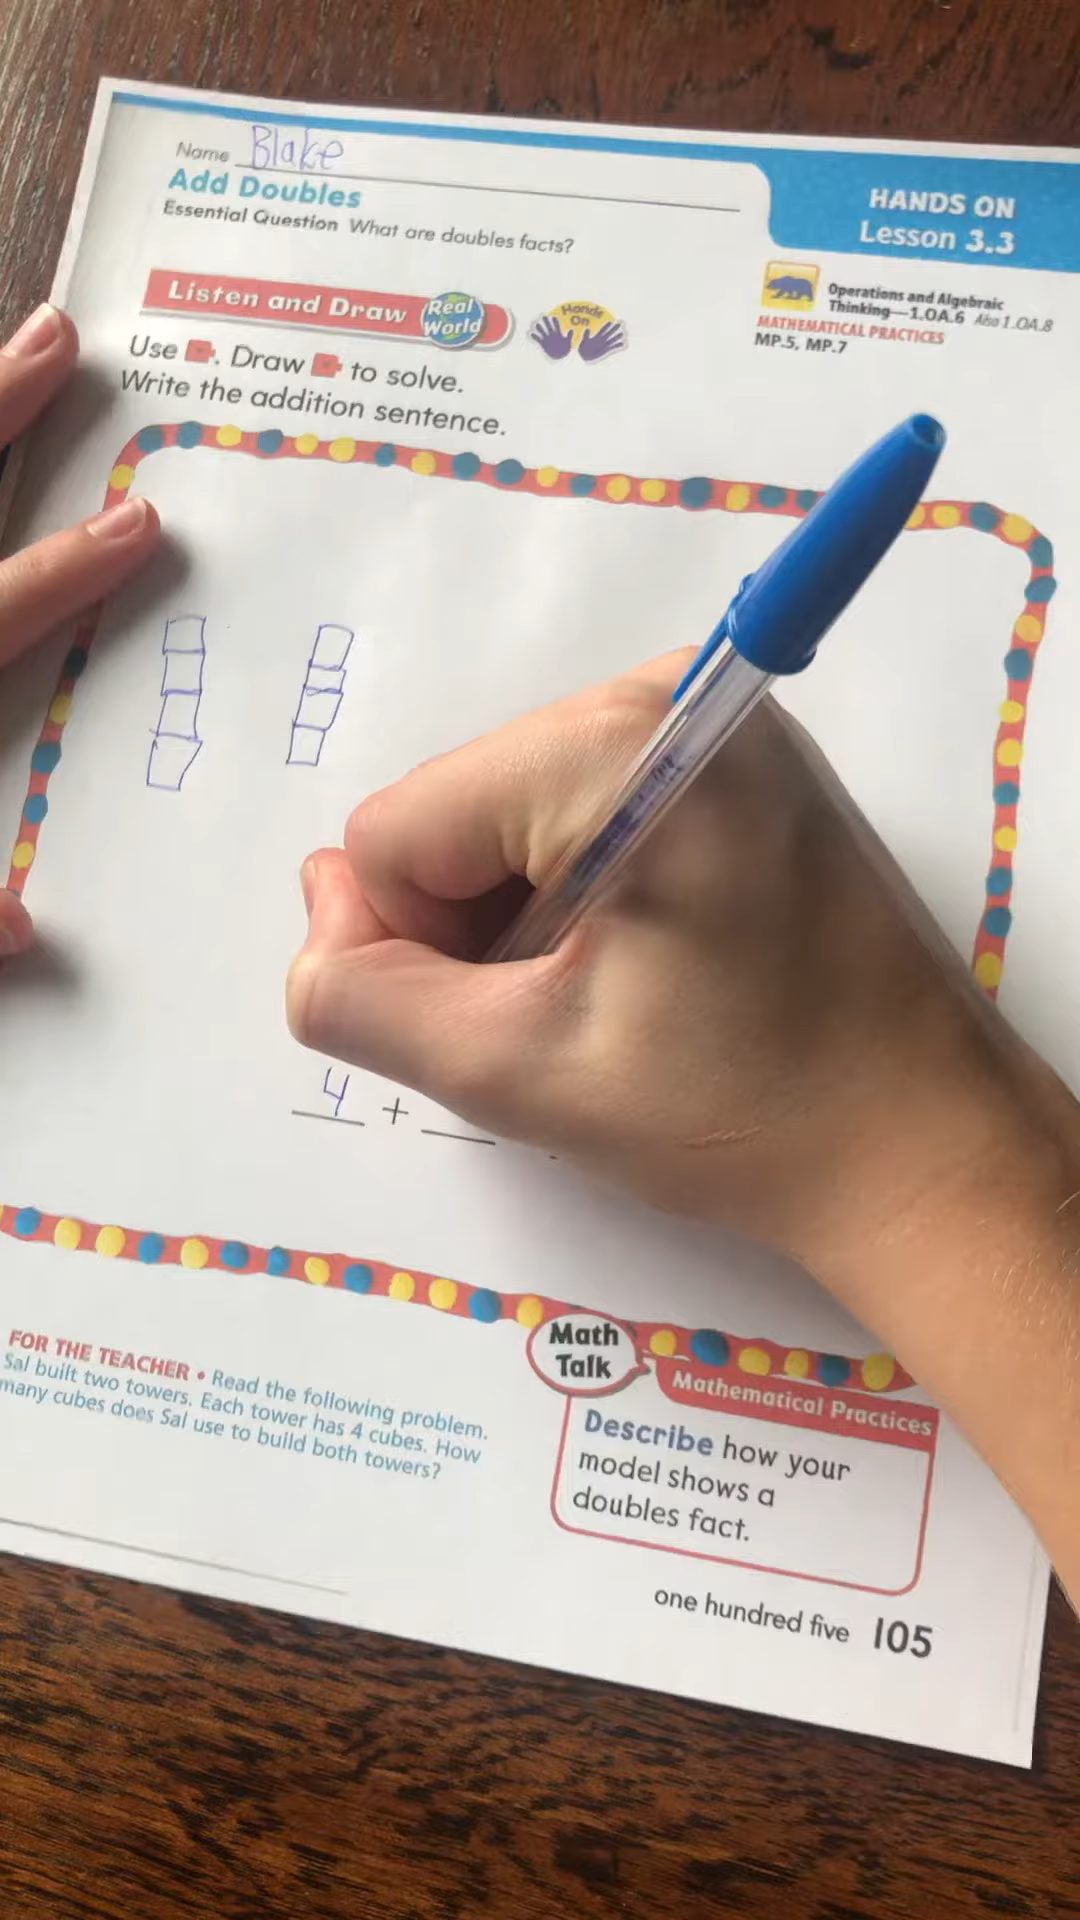 Name Blake
Add Doubles
Essential Question What are doubles facts?
HANDS ON
Lesson 3.3
Operations and Algebraic
Thinking—1.OA.6 Also 1.OA.8
MATHEMATICAL PRACTICES
MP.5, MP.7
Listen and Draw Real World
Hands On
Use . Draw to solve.
Write the addition sentence.
4 + __
FOR THE TEACHER • Read the following problem.
Sal built two towers. Each tower has 4 cubes. How
many cubes does Sal use to build both towers?
Math
Talk
Mathematical Practices
Describe how your
model shows a
doubles fact.
one hundred five 105